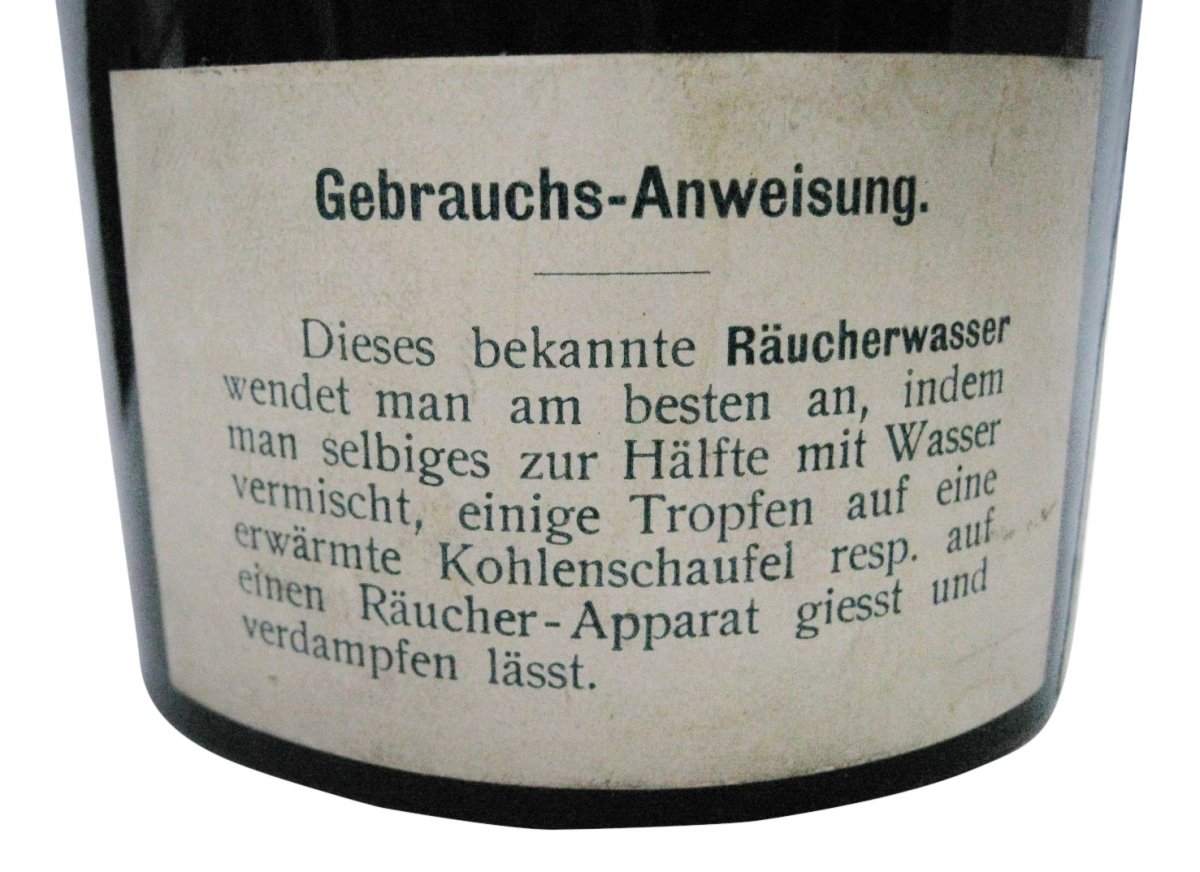 Gebrauchs-Anweisung.
Dieses bekannte Räucherwasser
wendet man am besten an, indem
man selbiges zur Hälfte mit Wasser
vermischt, einige Tropfen auf eine
erwärmte Kohlenschaufel resp. auf
einen Räucher-Apparat giesst und
verdampfen lässt.